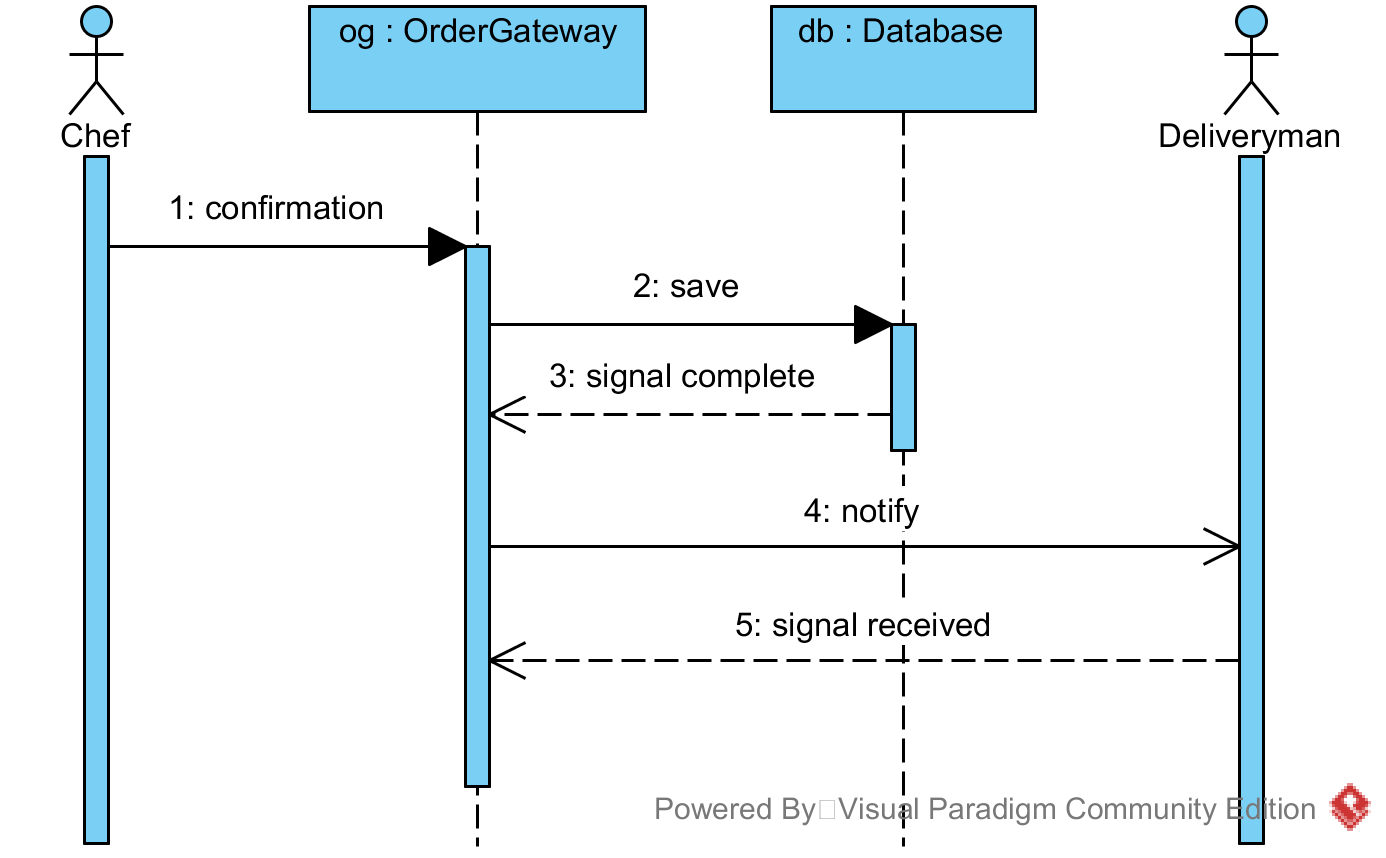 og : OrderGateway
db : Database
Chef
Deliveryman
1: confirmation
2: save
3: signal complete
4: notify
5: signal received
Powered By Visual Paradigm Community Edition